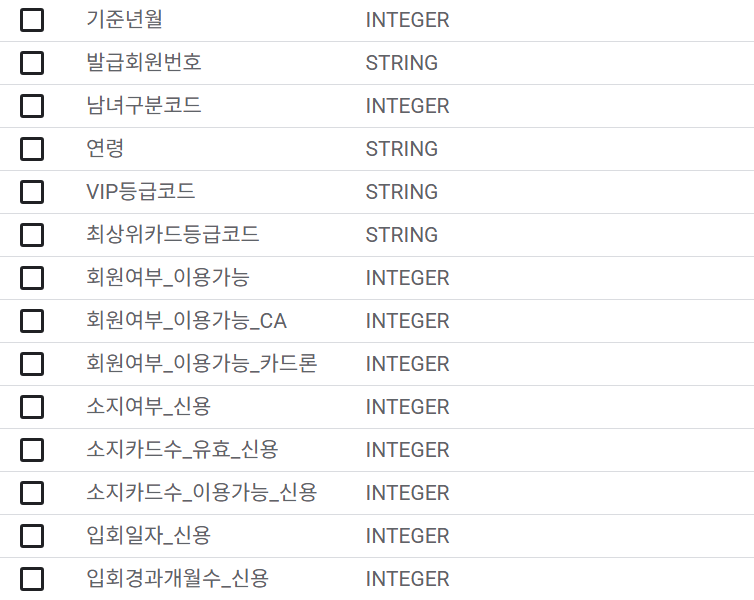 기준년월 INTEGER
발급회원번호 STRING
남녀구분코드 INTEGER
연령 STRING
VIP등급코드 STRING
최상위카드등급코드 STRING
회원여부_이용가능 INTEGER
회원여부_이용가능_CA INTEGER
회원여부_이용가능_카드론 INTEGER
소지여부_신용 INTEGER
소지카드수_유효_신용 INTEGER
소지카드수_이용가능_신용 INTEGER
입회일자_신용 INTEGER
입회경과개월수_신용 INTEGER